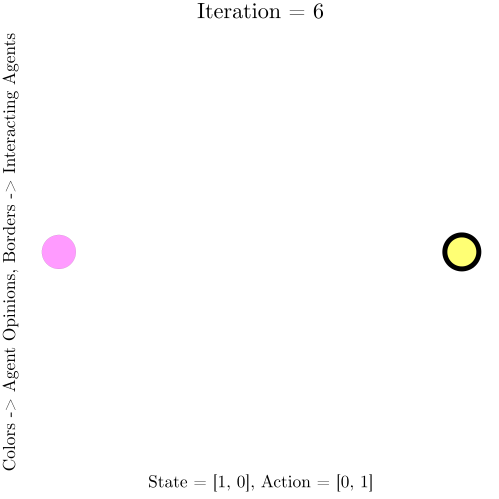 Iteration = 6
Colors -> Agent Opinions, Borders -> Interacting Agents
State = [1, 0], Action = [0, 1]